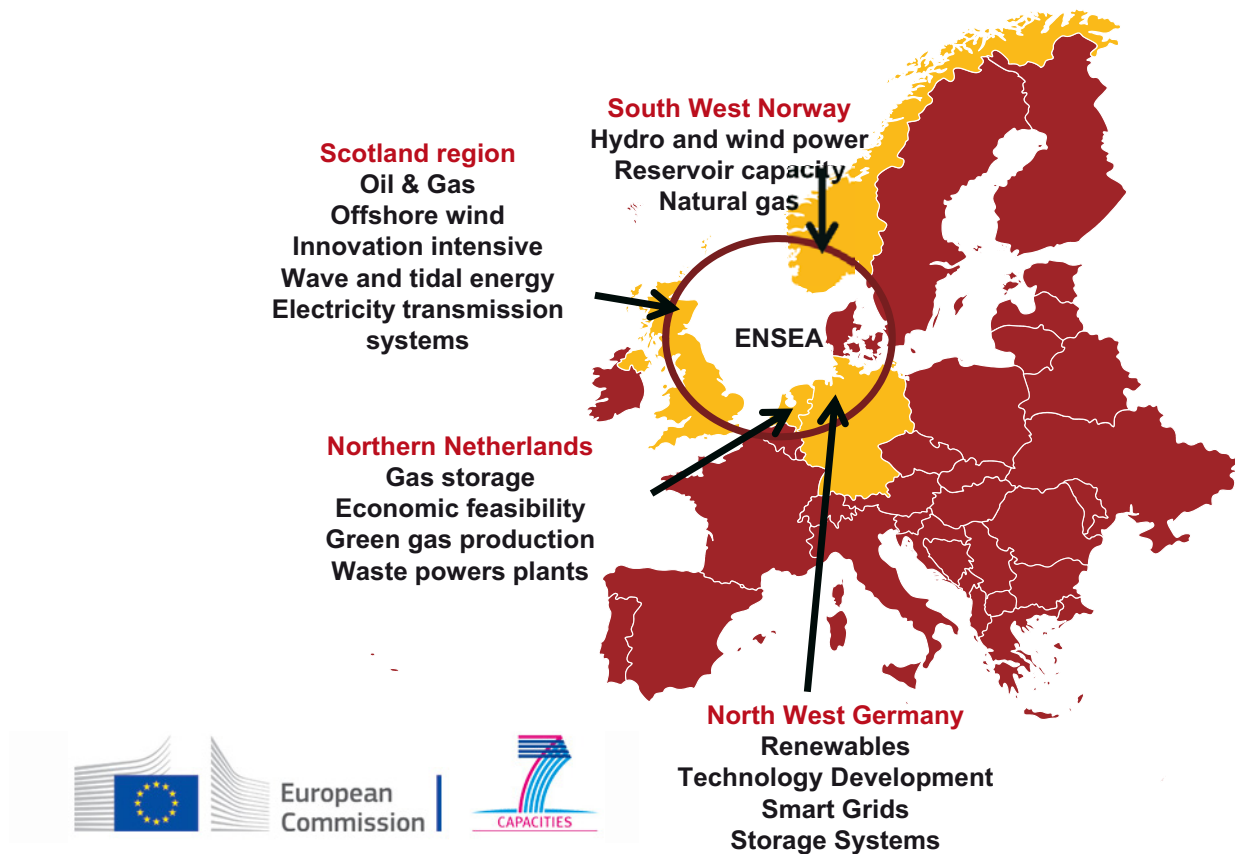 South West Norway
Hydro and wind power
Reservoir capacity
Natural gas
Scotland region
Oil & Gas
Offshore wind
Innovation intensive
Wave and tidal energy
Electricity transmission
systems
ENSEA
Northern Netherlands
Gas storage
Economic feasibility
Green gas production
Waste powers plants
North West Germany
Renewables
Technology Development
Smart Grids
Storage Systems
European
Commission
7
CAPACITIES